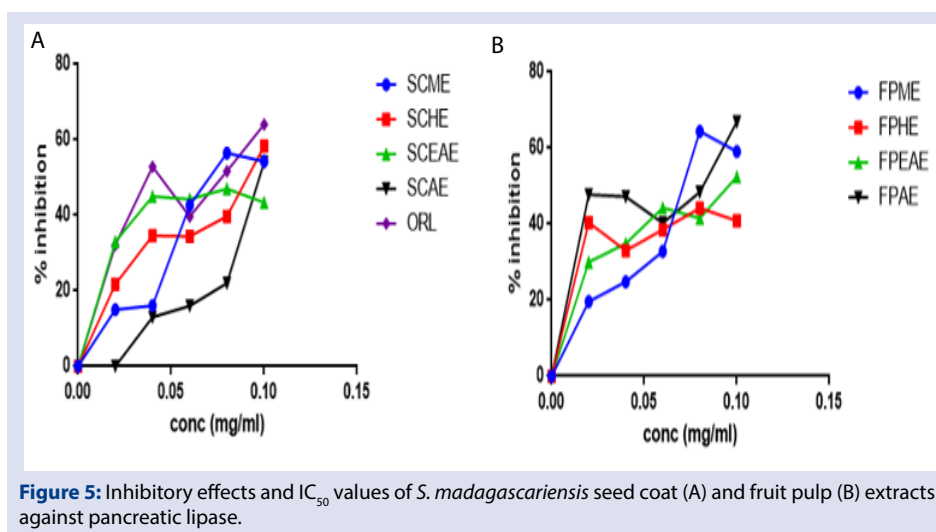 A
80
60
40
20
0
% inhibition
0.00
0.05
0.10
0.15
conc (mg/ml)
SCME
SCHE
SCEAE
SCAE
ORL
B
80
60
40
20
0
% inhibition
0.00
0.05
0.10
0.15
conc (mg/ml)
FPME
FPHE
FPEAE
FPAE
Figure 5: Inhibitory effects and IC50 values of S. madagascariensis seed coat (A) and fruit pulp (B) extracts
against pancreatic lipase.